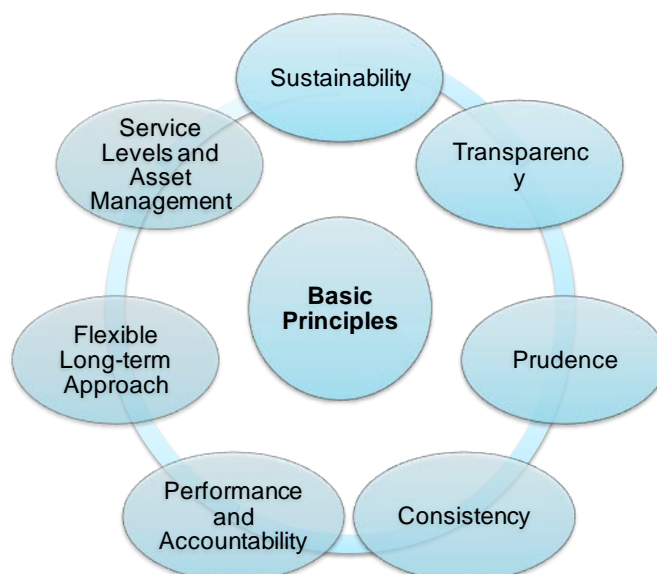 Sustainability
Transparenc
y
Prudence
Consistency
Performance
and
Accountability
Flexible
Long-term
Approach
Service
Levels and
Asset
Management
Basic
Principles